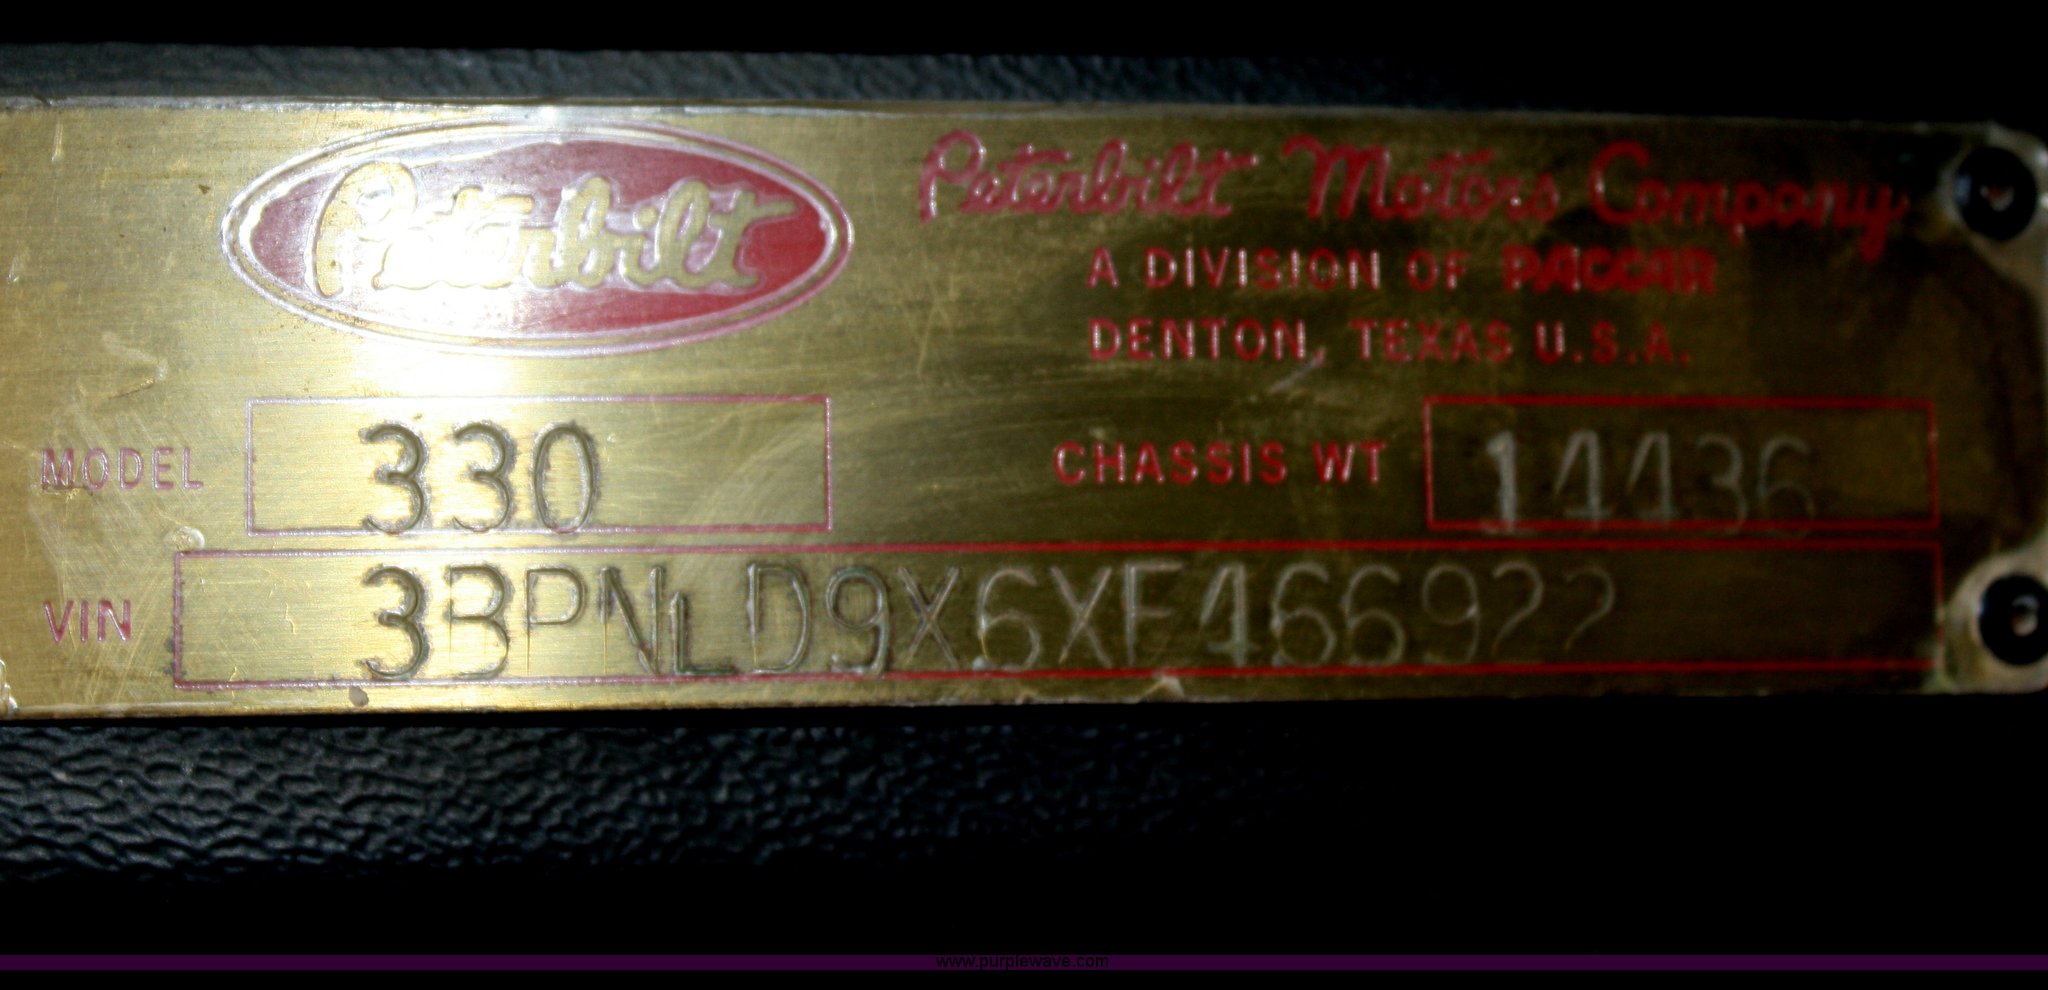 Peterbilt
Peterbilt Motors Company
A DIVISION OF PACCAR
DENTON, TEXAS U.S.A.
MODEL 330 CHASSIS WT 14436
VIN 3BPNLD9X6XF466922
www.purplewave.com